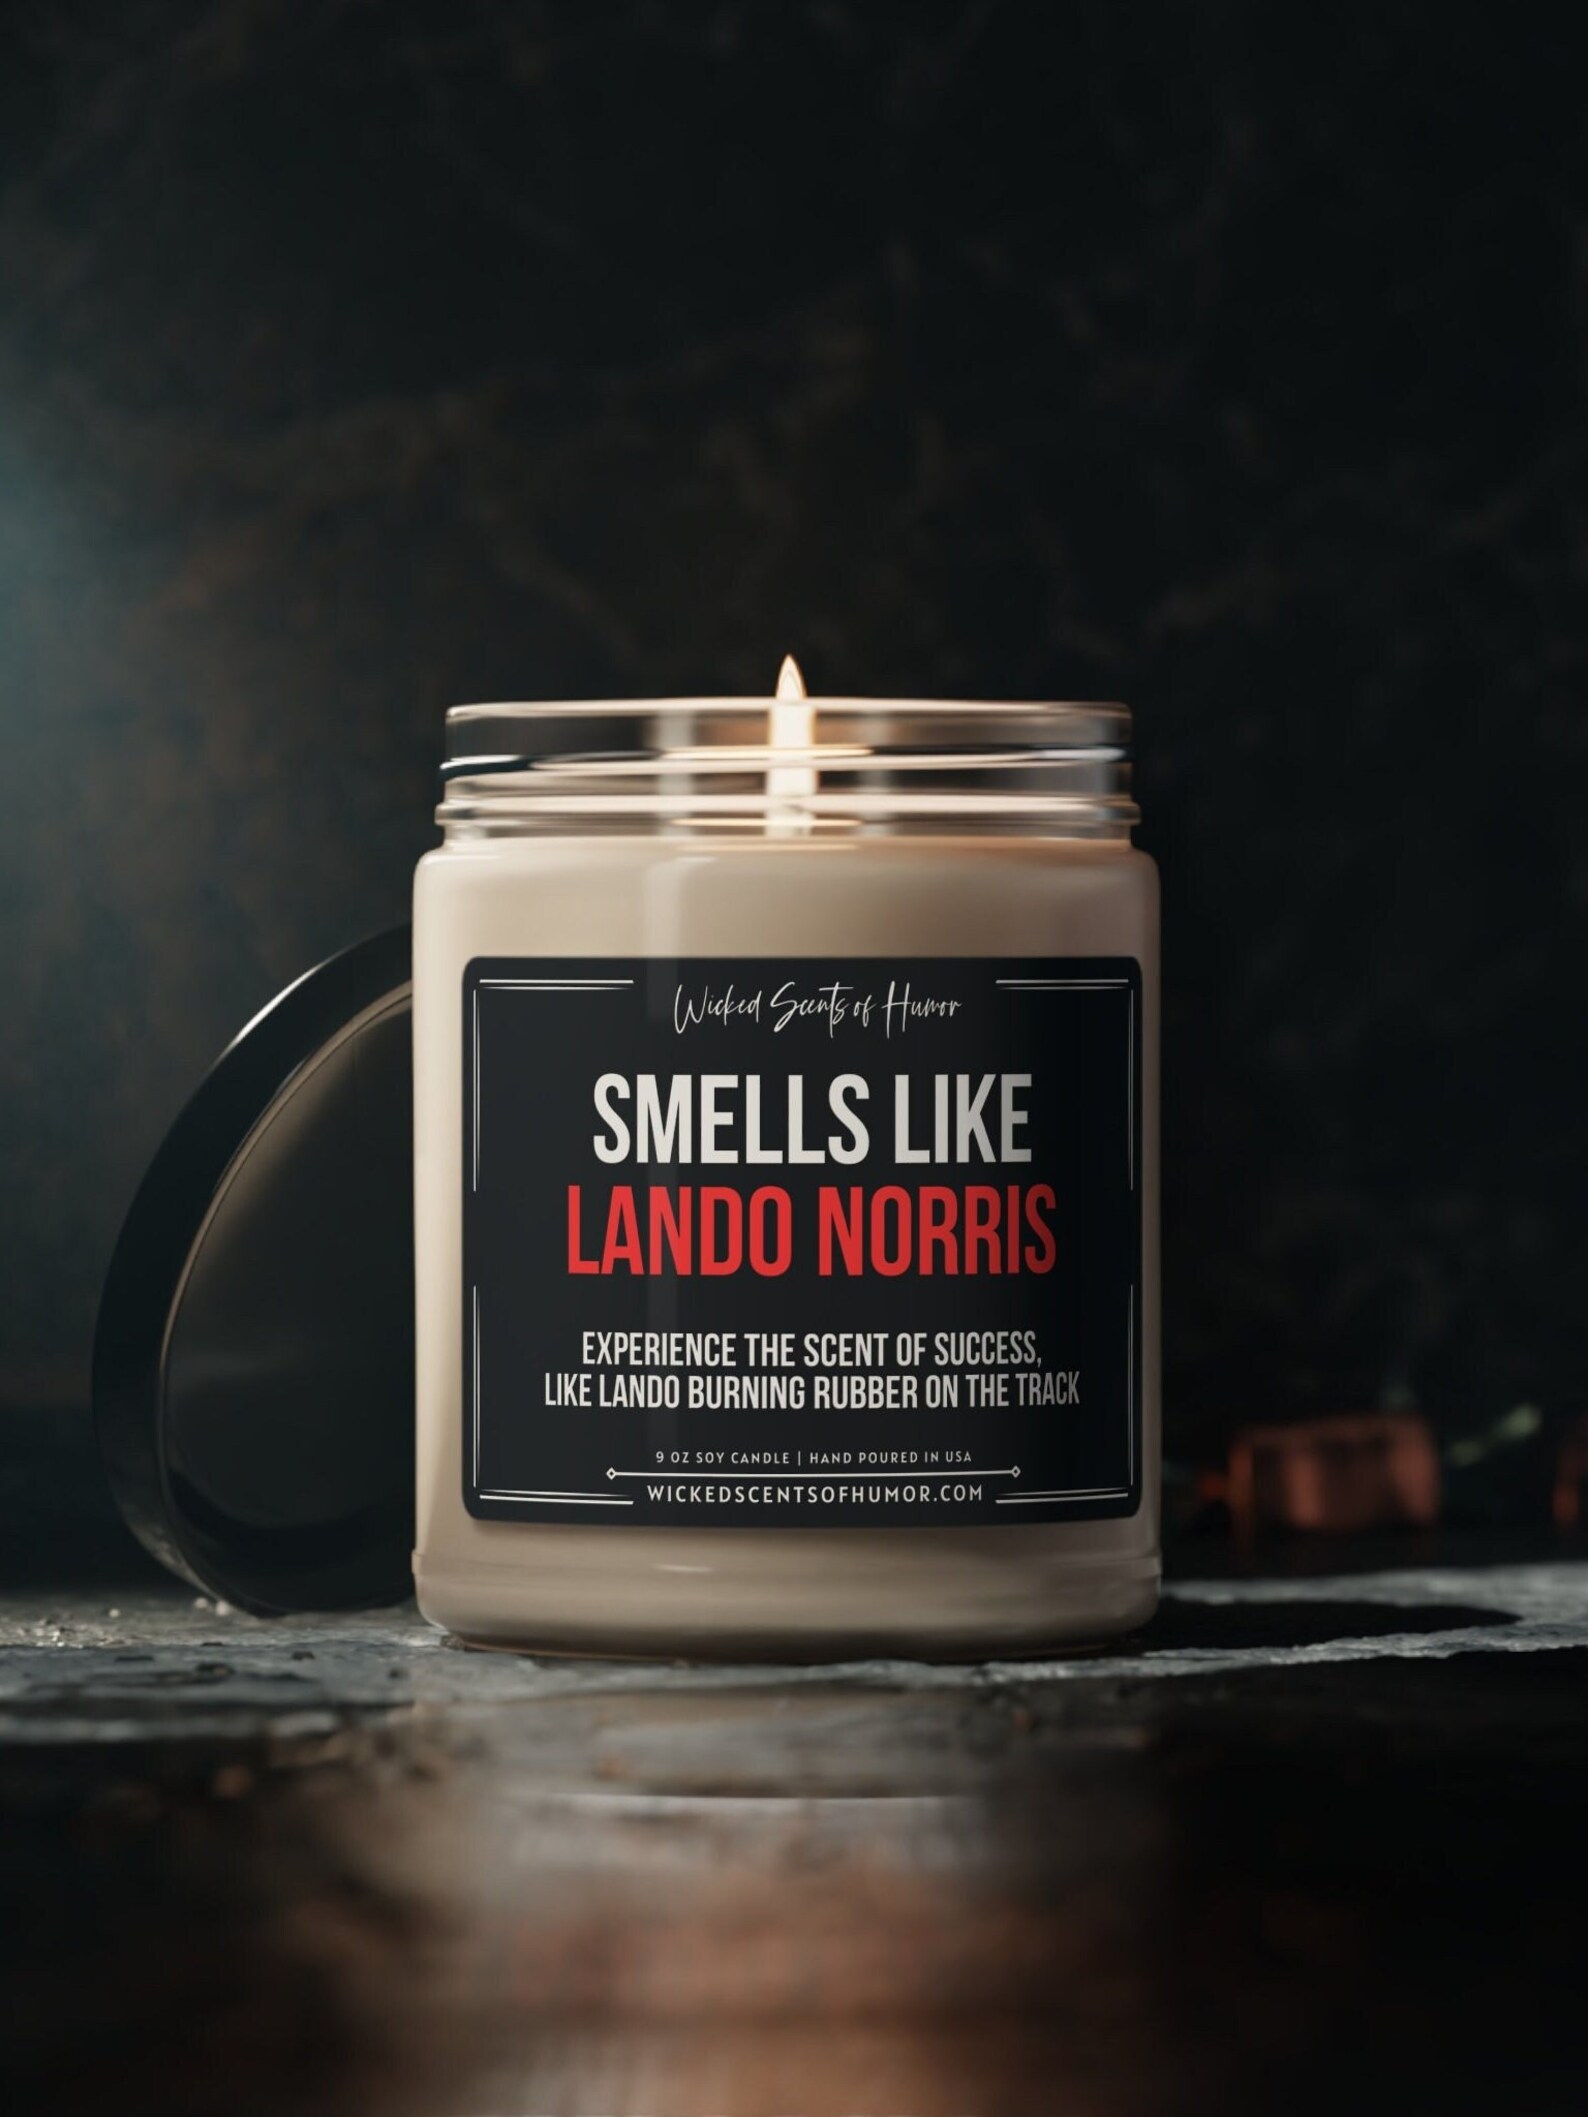 Wicked Scents of Humor
SMELLS LIKE
LANDO NORRIS
EXPERIENCE THE SCENT OF SUCCESS,
LIKE LANDO BURNING RUBBER ON THE TRACK
9 OZ SOY CANDLE | HAND POURED IN USA
WICKEDSCENTSOFHUMOR.COM